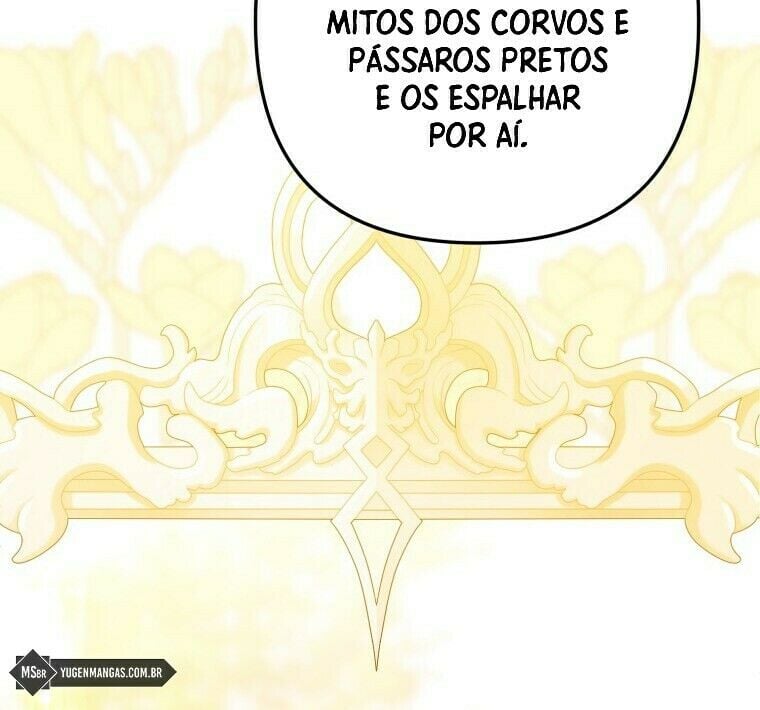 MITOS DOS CORVOS E
PÁSSAROS PRETOS
E OS ESPALHAR
POR AÍ.
MSBR YUGENMANGAS.COM.BR